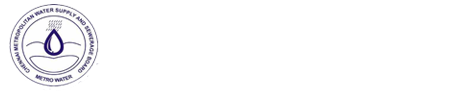 CHENNAI METROPOLITAN WATER SUPPLY AND SEWERAGE BOARD
METRO WATER